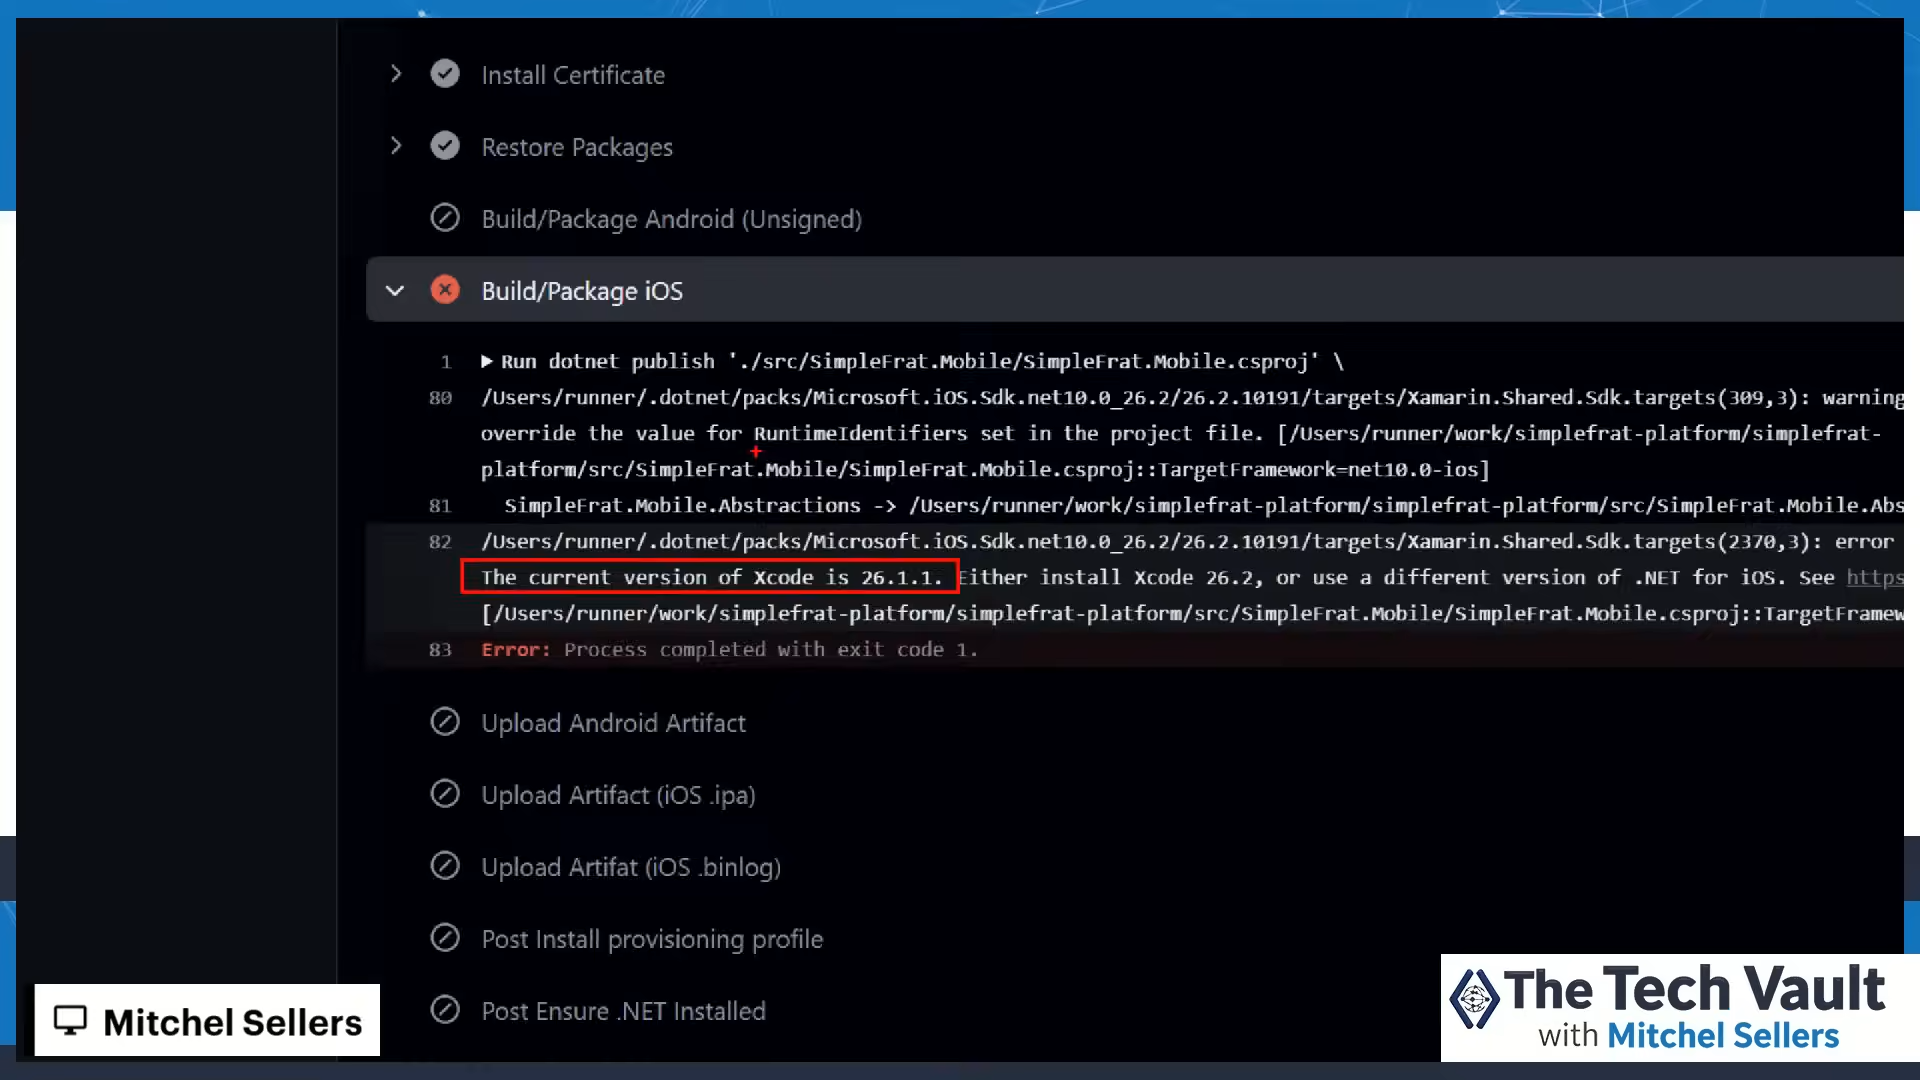 Install Certificate
Restore Packages
Build/Package Android (Unsigned)
Build/Package iOS
1 Run dotnet publish './src/SimpleFrat.Mobile/SimpleFrat.Mobile.csproj' \
80 /Users/runner/.dotnet/packs/Microsoft.iOS.Sdk.net10.0_26.2/26.2.10191/targets/Xamarin.Shared.Sdk.targets(309,3): warning
override the value for RuntimeIdentifiers set in the project file. [/Users/runner/work/simplefrat-platform/simplefrat-
platform/src/SimpleFrat.Mobile/SimpleFrat.Mobile.csproj::TargetFramework=net10.0-ios]
81 SimpleFrat.Mobile.Abstractions -> /Users/runner/work/simplefrat-platform/simplefrat-platform/src/SimpleFrat.Mobile.Abs
82 /Users/runner/.dotnet/packs/Microsoft.iOS.Sdk.net10.0_26.2/26.2.10191/targets/Xamarin.Shared.Sdk.targets(2370,3): error
The current version of Xcode is 26.1.1. Either install Xcode 26.2, or use a different version of .NET for iOS. See https
[/Users/runner/work/simplefrat-platform/simplefrat-platform/src/SimpleFrat.Mobile/SimpleFrat.Mobile.csproj::TargetFramew
83 Error: Process completed with exit code 1.
Upload Android Artifact
Upload Artifact (iOS .ipa)
Upload Artifat (iOS .binlog)
Post Install provisioning profile
Post Ensure .NET Installed
Mitchel Sellers
The Tech Vault
with Mitchel Sellers